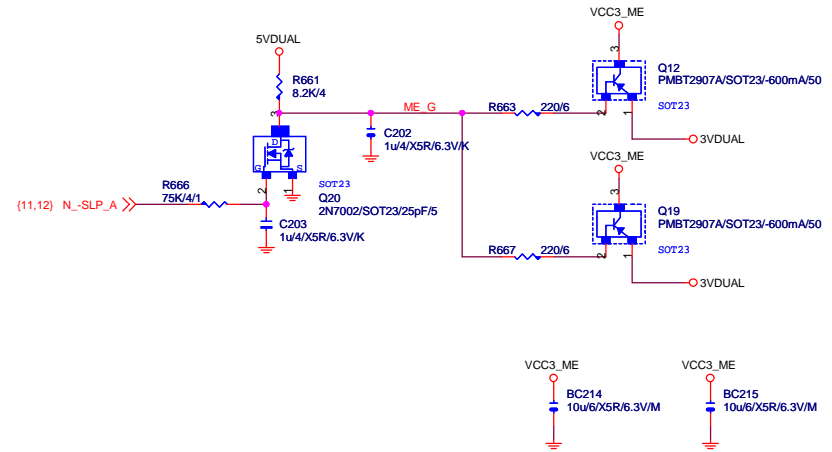 VCC3_ME
5VDUAL
3
Q12
PMBT2907A/SOT23/-600mA/50
R661
8.2K/4
SOT23
3
ME_G
R663
220/6
2
1
D
C202
1u/4/X5R/6.3V/K
3VDUAL
G
S
VCC3_ME
2
1
SOT23
3
R666
75K/4/1
Q20
2N7002/SOT23/25pF/5
{11,12}
N_-SLP_A
Q19
PMBT2907A/SOT23/-600mA/50
C203
1u/4/X5R/6.3V/K
R667
220/6
SOT23
2
1
3VDUAL
VCC3_ME
VCC3_ME
BC214
10u/6/X5R/6.3V/M
BC215
10u/6/X5R/6.3V/M